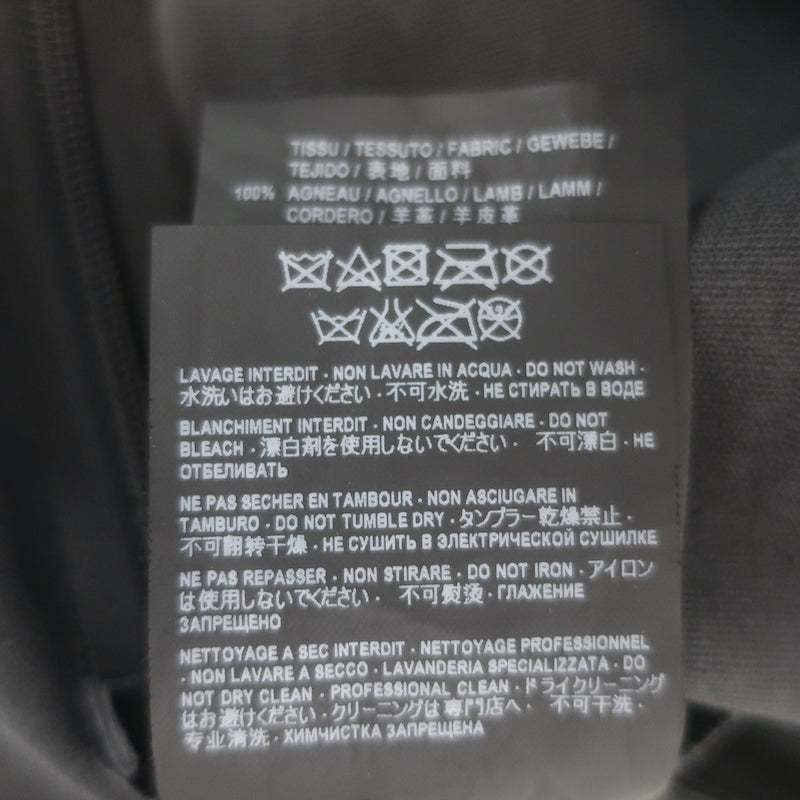 TISSU / TESSUTO / FABRIC / GEWEBE /
TEJIDO / 表地 / 面料
100% AGNEAU / AGNELLO / LAMB / LAMM /
CORDERO / 羊革 / 羊皮革
LAVAGE INTERDIT - NON LAVARE IN ACQUA - DO NOT WASH -
水洗いはお避けください - 不可水洗 - НЕ СТИРАТЬ В ВОДЕ
BLANCHIMENT INTERDIT - NON CANDEGGIARE - DO NOT
BLEACH - 漂白剤を使用しないでください - 不可漂白 - НЕ
ОТБЕЛИВАТЬ
NE PAS SECHER EN TAMBOUR - NON ASCIUGARE IN
TAMBURO - DO NOT TUMBLE DRY - タンブラー乾燥禁止 -
不可翻转干燥 - НЕ СУШИТЬ В ЭЛЕКТРИЧЕСКОЙ СУШИЛКЕ
NE PAS REPASSER - NON STIRARE - DO NOT IRON - アイロン
は使用しないでください - 不可熨烫 - ГЛАЖЕНИЕ
ЗАПРЕЩЕНО
NETTOYAGE A SEC INTERDIT - NETTOYAGE PROFESSIONNEL
- NON LAVARE A SECCO - LAVANDERIA SPECIALIZZATA - DO
NOT DRY CLEAN - PROFESSIONAL CLEAN - ドライクリーニング
はお避けください - クリーニングは専門店へ - 不可干洗 -
专业清洗 - ХИМЧИСТКА ЗАПРЕЩЕНА